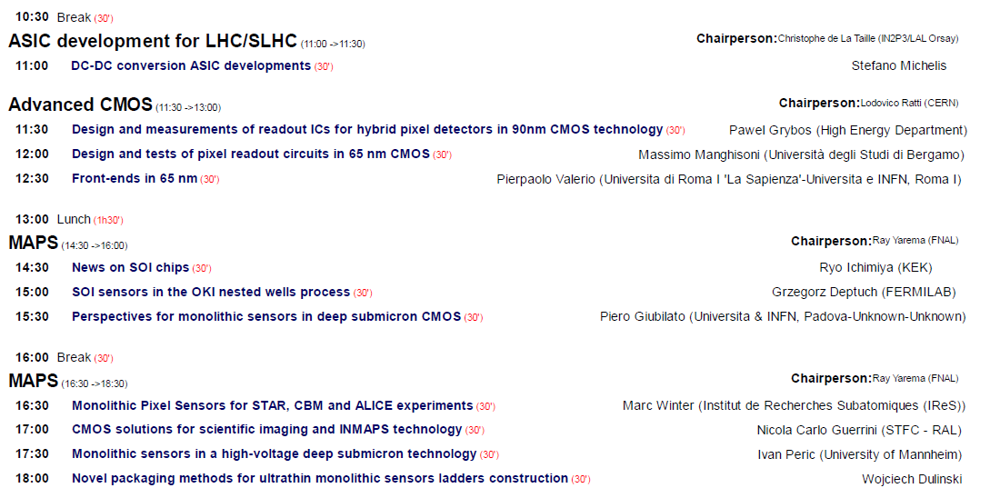 10:30 Break (30')
ASIC development for LHC/SLHC (11:00 ->11:30) Chairperson:Christophe de La Taille (IN2P3/LAL Orsay)
11:00 DC-DC conversion ASIC developments (30') Stefano Michelis
Advanced CMOS (11:30 ->13:00) Chairperson:Lodovico Ratti (CERN)
11:30 Design and measurements of readout ICs for hybrid pixel detectors in 90nm CMOS technology (30') Pawel Grybos (High Energy Department)
12:00 Design and tests of pixel readout circuits in 65 nm CMOS (30') Massimo Manghisoni (Università degli Studi di Bergamo)
12:30 Front-ends in 65 nm (30') Pierpaolo Valerio (Universita di Roma I 'La Sapienza'-Universita e INFN, Roma I)
13:00 Lunch (1h30')
MAPS (14:30 ->16:00) Chairperson:Ray Yarema (FNAL)
14:30 News on SOI chips (30') Ryo Ichimiya (KEK)
15:00 SOI sensors in the OKI nested wells process (30') Grzegorz Deptuch (FERMILAB)
15:30 Perspectives for monolithic sensors in deep submicron CMOS (30') Piero Giubilato (Universita & INFN, Padova-Unknown-Unknown)
16:00 Break (30')
MAPS (16:30 ->18:30) Chairperson:Ray Yarema (FNAL)
16:30 Monolithic Pixel Sensors for STAR, CBM and ALICE experiments (30') Marc Winter (Institut de Recherches Subatomiques (IReS))
17:00 CMOS solutions for scientific imaging and INMAPS technology (30') Nicola Carlo Guerrini (STFC - RAL)
17:30 Monolithic sensors in a high-voltage deep submicron technology (30') Ivan Peric (University of Mannheim)
18:00 Novel packaging methods for ultrathin monolithic sensors ladders construction (30') Wojciech Dulinski